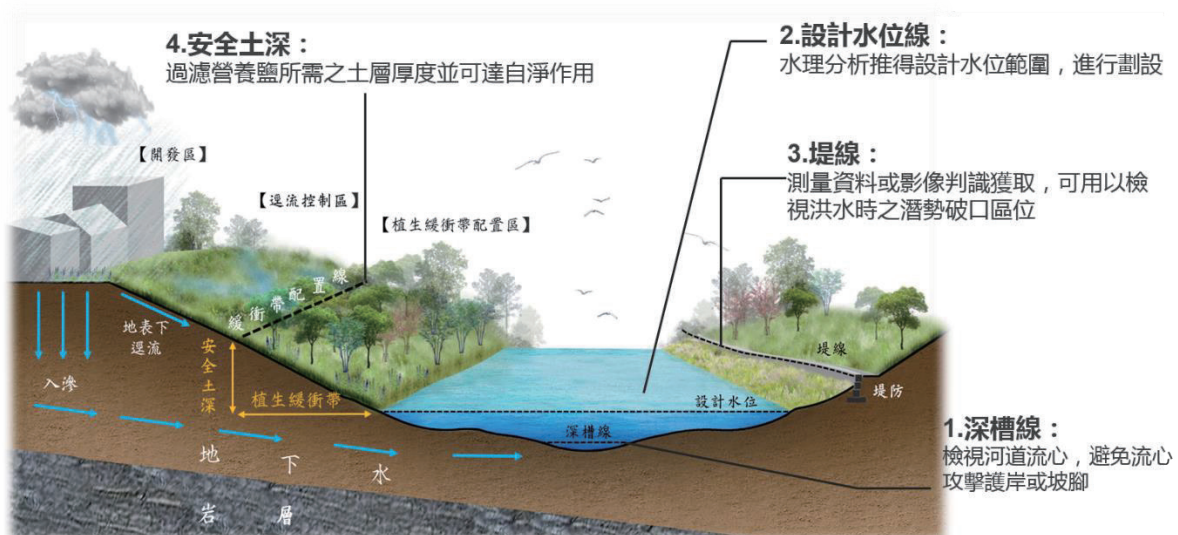 4.安全土深：
過濾營養鹽所需之土層厚度並可達自淨作用
2.設計水位線：
水理分析推得設計水位範圍，進行劃設
【開發區】
3.堤線：
測量資料或影像判識獲取，可用以檢
視洪水時之潛勢破口區位
【逕流控制區】
【植生緩衝帶配置區】
緩衝帶配置線
地表下
逕流
堤線
安全土深
入滲
堤防
植生緩衝帶
設計水位
1.深槽線：
檢視河道流心，避免流心
攻擊護岸或坡腳
深槽線
地下水
岩層